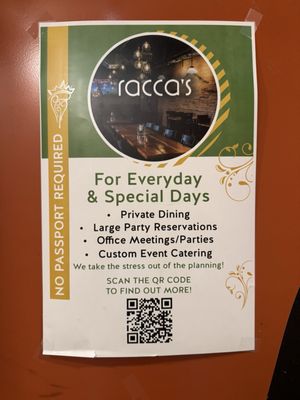 racca's
NO PASSPORT REQUIRED
For Everyday
& Special Days
• Private Dining
• Large Party Reservations
• Office Meetings/Parties
• Custom Event Catering
We take the stress out of the planning!
SCAN THE QR CODE
TO FIND OUT MORE!